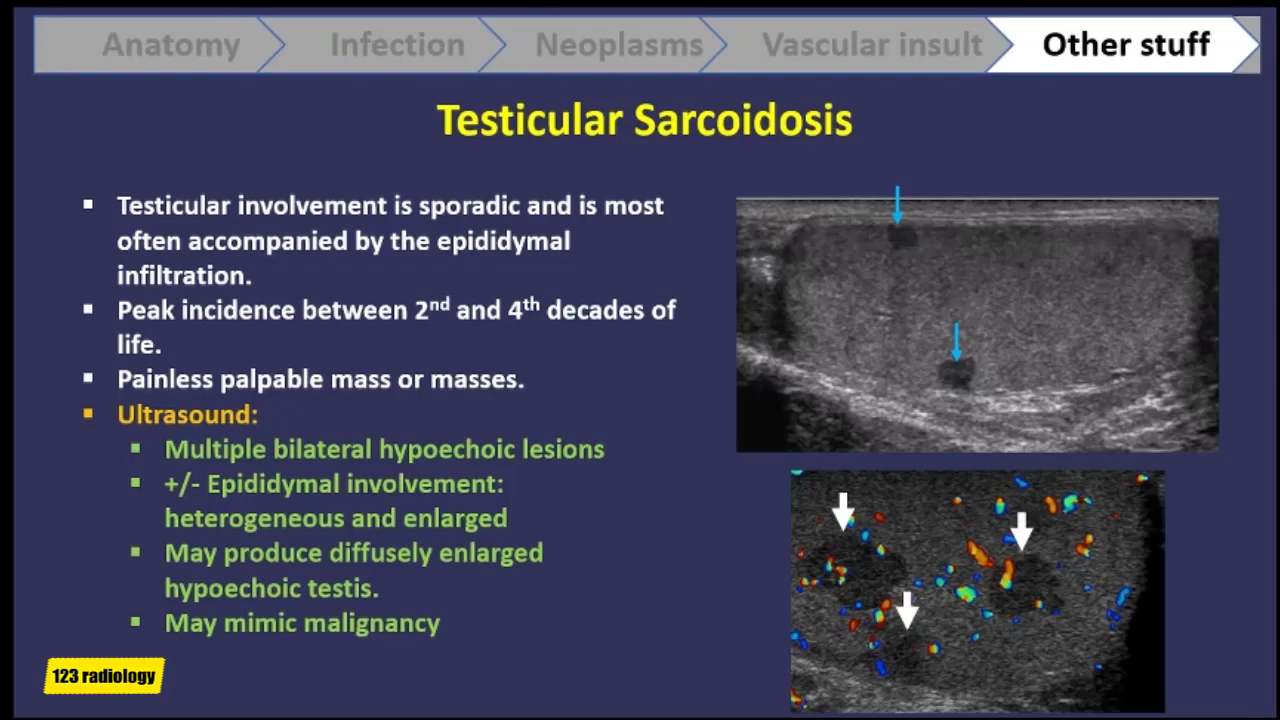 Anatomy
Infection
Neoplasms
Vascular insult
Other stuff
Testicular Sarcoidosis
Testicular involvement is sporadic and is most
often accompanied by the epididymal
infiltration.
Peak incidence between 2nd and 4th decades of
life.
Painless palpable mass or masses.
Ultrasound:
Multiple bilateral hypoechoic lesions
+/- Epididymal involvement:
heterogeneous and enlarged
May produce diffusely enlarged
hypoechoic testis.
May mimic malignancy
123 radiology